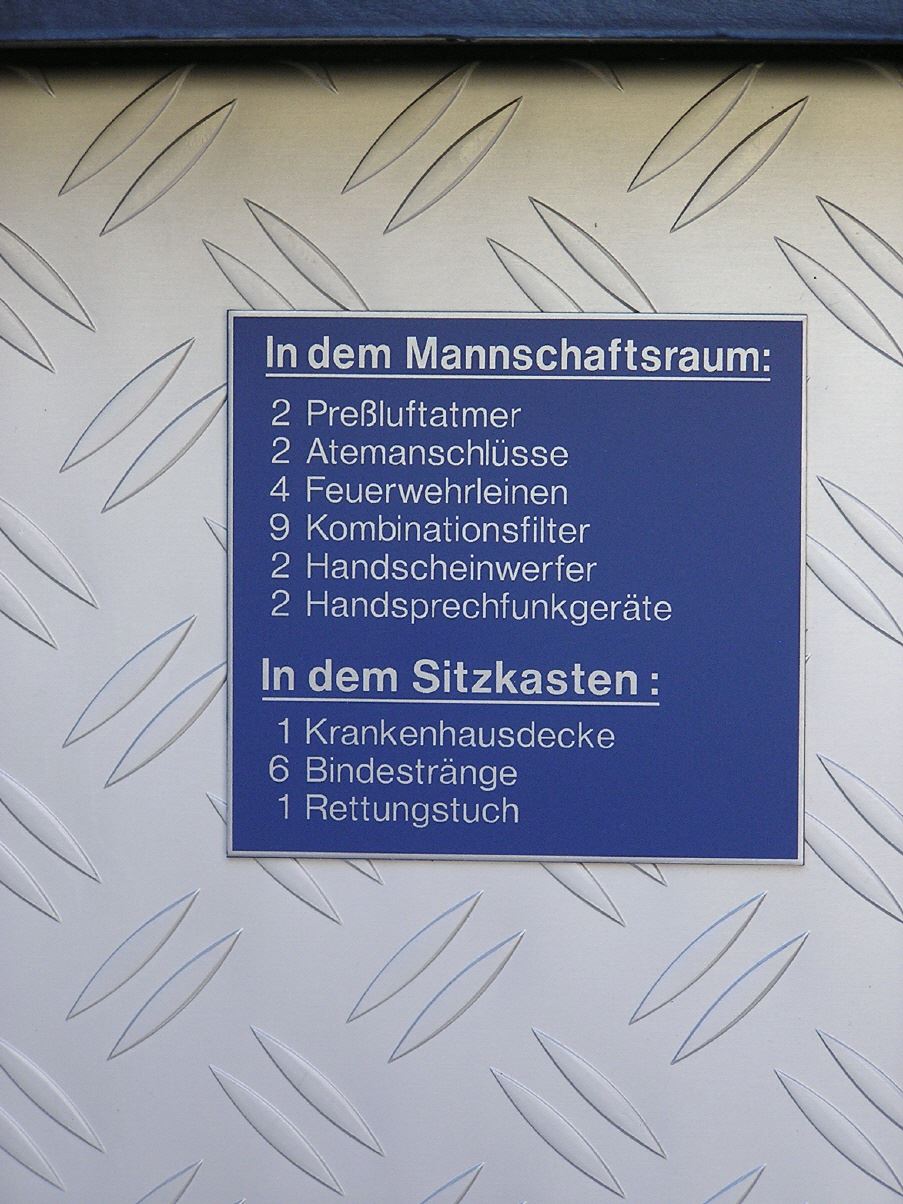 In dem Mannschaftsraum:
2 Preßluftatmer
2 Atemanschlüsse
4 Feuerwehrleinen
9 Kombinationsfilter
2 Handscheinwerfer
2 Handsprechfunkgeräte
In dem Sitzkasten :
1 Krankenhausdecke
6 Bindestränge
1 Rettungstuch